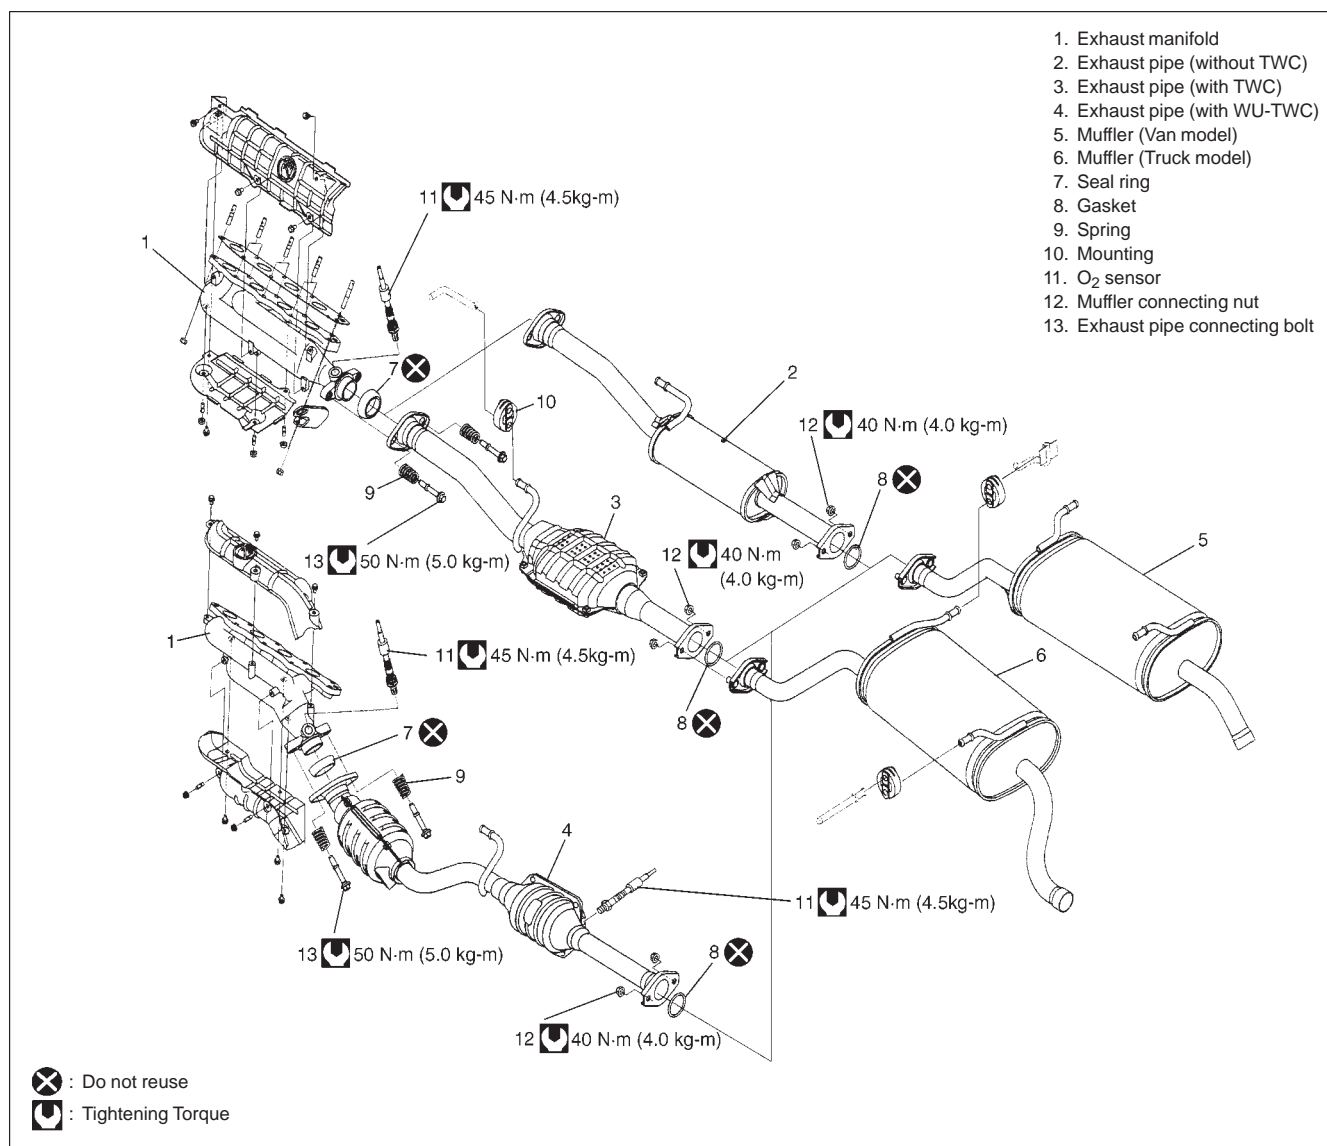 1. Exhaust manifold
2. Exhaust pipe (without TWC)
3. Exhaust pipe (with TWC)
4. Exhaust pipe (with WU-TWC)
5. Muffler (Van model)
6. Muffler (Truck model)
7. Seal ring
8. Gasket
9. Spring
10. Mounting
11. O2 sensor
12. Muffler connecting nut
13. Exhaust pipe connecting bolt
11 45 N·m (4.5kg-m)
1
7
2
10
12 40 N·m (4.0 kg-m)
8
9
3
13 50 N·m (5.0 kg-m)
12 40 N·m
(4.0 kg-m)
5
1
11 45 N·m (4.5kg-m)
6
8
7
9
4
11 45 N·m (4.5kg-m)
13 50 N·m (5.0 kg-m)
8
12 40 N·m (4.0 kg-m)
: Do not reuse
: Tightening Torque